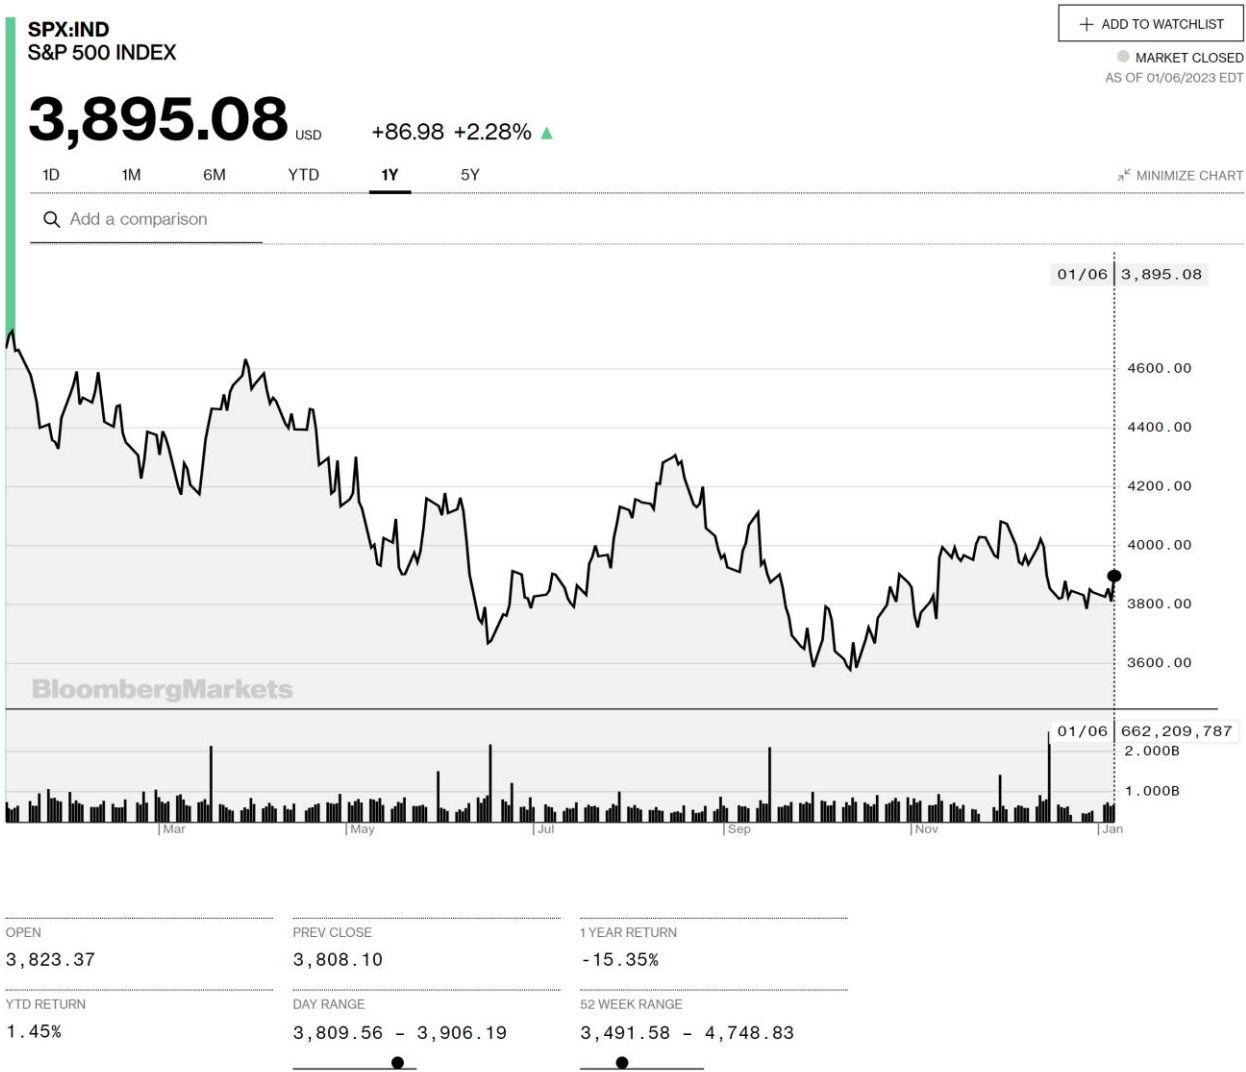 SPX:IND
S&P 500 INDEX
+ ADD TO WATCHLIST
MARKET CLOSED
AS OF 01/06/2023 EDT
3,895.08 USD +86.98 +2.28%
1D 1M 6M YTD 1Y 5Y
MINIMIZE CHART
Add a comparison
01/06 3,895.08
4600.00
4400.00
4200.00
4000.00
3800.00
3600.00
BloombergMarkets
01/06 662,209,787
2.000B
1.000B
Mar May Jul Sep Nov Jan
OPEN PREV CLOSE 1 YEAR RETURN
3,823.37 3,808.10 -15.35%
YTD RETURN DAY RANGE 52 WEEK RANGE
1.45% 3,809.56 – 3,906.19 3,491.58 – 4,748.83